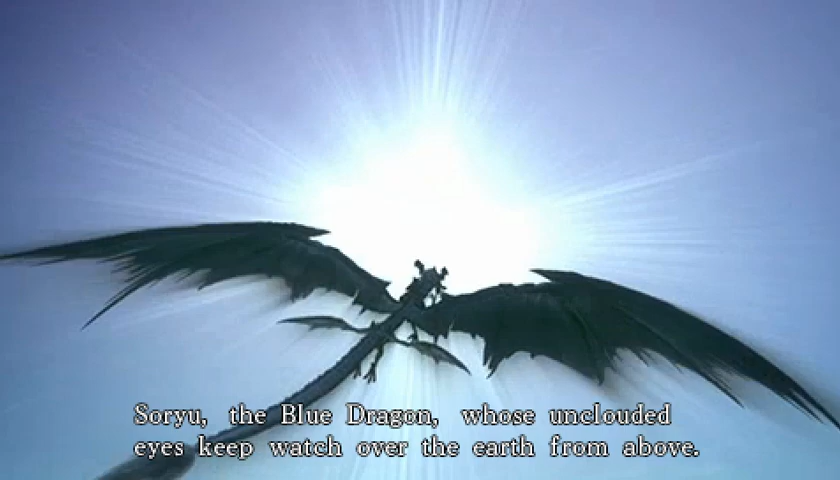 Soryu, the Blue Dragon, whose unclouded
eyes keep watch over the earth from above.